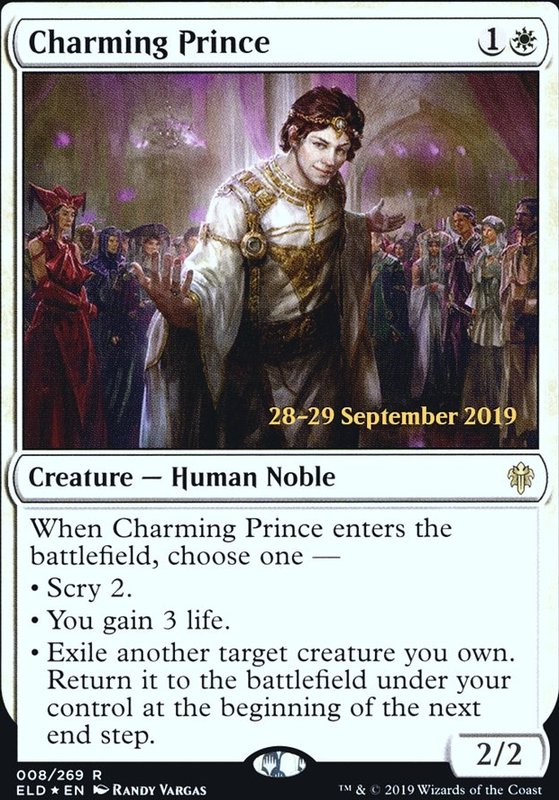 Charming Prince 1
28–29 September 2019
Creature — Human Noble
When Charming Prince enters the
battlefield, choose one —
• Scry 2.
• You gain 3 life.
• Exile another target creature you own.
Return it to the battlefield under your
control at the beginning of the next
end step.
2/2
008/269 R
ELD ★ EN RANDY VARGAS
™ & © 2019 Wizards of the Coast